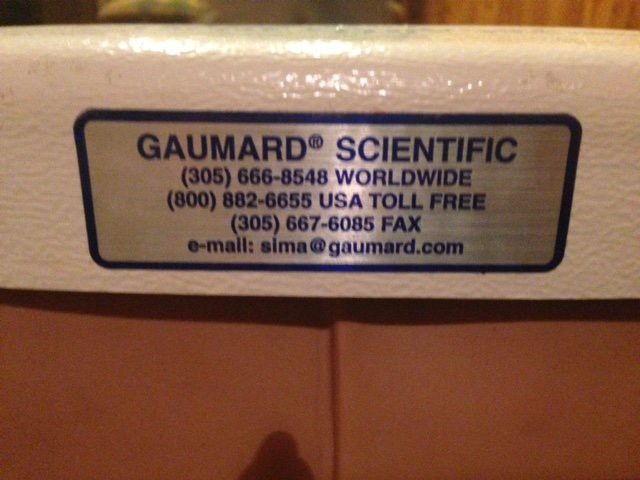 GAUMARD® SCIENTIFIC
(305) 666-8548 WORLDWIDE
(800) 882-6655 USA TOLL FREE
(305) 667-6085 FAX
e-mail: sima@gaumard.com